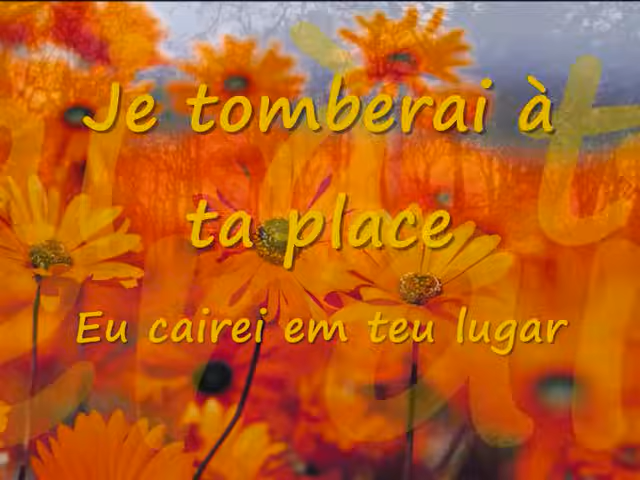 Je tomberai à
ta place
Eu cairei em teu lugar